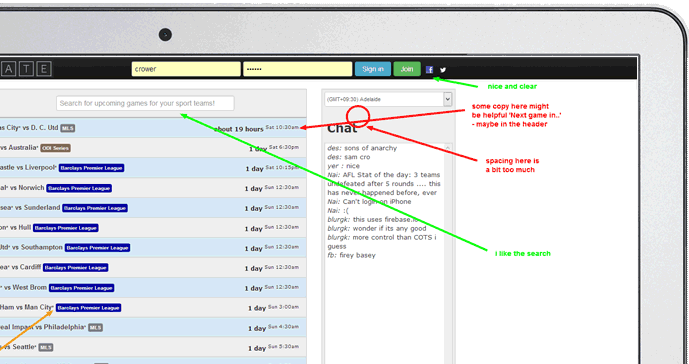 ATE crower •••••• Sign in Join
nice and clear
Search for upcoming games for your sport teams! (GMT+09:30) Adelaide
some copy here might
be helpful 'Next game in..'
- maybe in the header
City* vs D. C. Utd MLS about 19 hours Sat 10:30am
Chat
vs Australia* ODI Series 1 day Sat 6:30pm
des: sons of anarchy
des: sam cro
spacing here is
a bit too much
vs Liverpool* Barclays Premier League 1 day Sat 10:15pm
yer : nice
Nai: AFL Stat of the day: 3 teams
undefeated after 5 rounds .... this
has never happened before, ever
vs Norwich Barclays Premier League 1 day Sun 12:30am
Nai: Can't login on iPhone
vs Sunderland Barclays Premier League 1 day Sun 12:30am
Nai: :(
blurgk: this uses firebase.io
vs Hull Barclays Premier League 1 day Sun 12:30am
blurgk: wonder if its any good
blurgk: more control than COTS i
guess
Utd* vs Southampton Barclays Premier League 1 day Sun 12:30am
fb: firey basey
i like the search
vs Cardiff Barclays Premier League 1 day Sun 12:30am
vs West Brom Barclays Premier League 1 day Sun 12:30am
Ham vs Man City* Barclays Premier League 1 day Sun 3:00am
Impact vs Philadelphia* MLS 1 day Sun 4:30am
vs Seattle* MLS 1 day Sun 5:30am